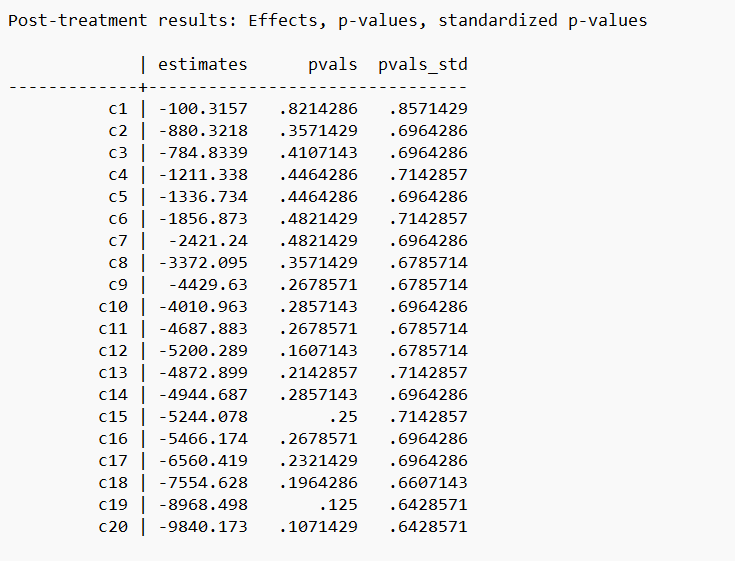 Post-treatment results: Effects, p-values, standardized p-values
| estimates pvals pvals_std
-------------+---------------------------------
c1 | -100.3157 .8214286 .8571429
c2 | -880.3218 .3571429 .6964286
c3 | -784.8339 .4107143 .6964286
c4 | -1211.338 .4464286 .7142857
c5 | -1336.734 .4464286 .6964286
c6 | -1856.873 .4821429 .7142857
c7 | -2421.24 .4821429 .6964286
c8 | -3372.095 .3571429 .6785714
c9 | -4429.63 .2678571 .6785714
c10 | -4010.963 .2857143 .6964286
c11 | -4687.883 .2678571 .6785714
c12 | -5200.289 .1607143 .6785714
c13 | -4872.899 .2142857 .7142857
c14 | -4944.687 .2857143 .6964286
c15 | -5244.078 .25 .7142857
c16 | -5466.174 .2678571 .6964286
c17 | -6560.419 .2321429 .6964286
c18 | -7554.628 .1964286 .6607143
c19 | -8968.498 .125 .6428571
c20 | -9840.173 .1071429 .6428571